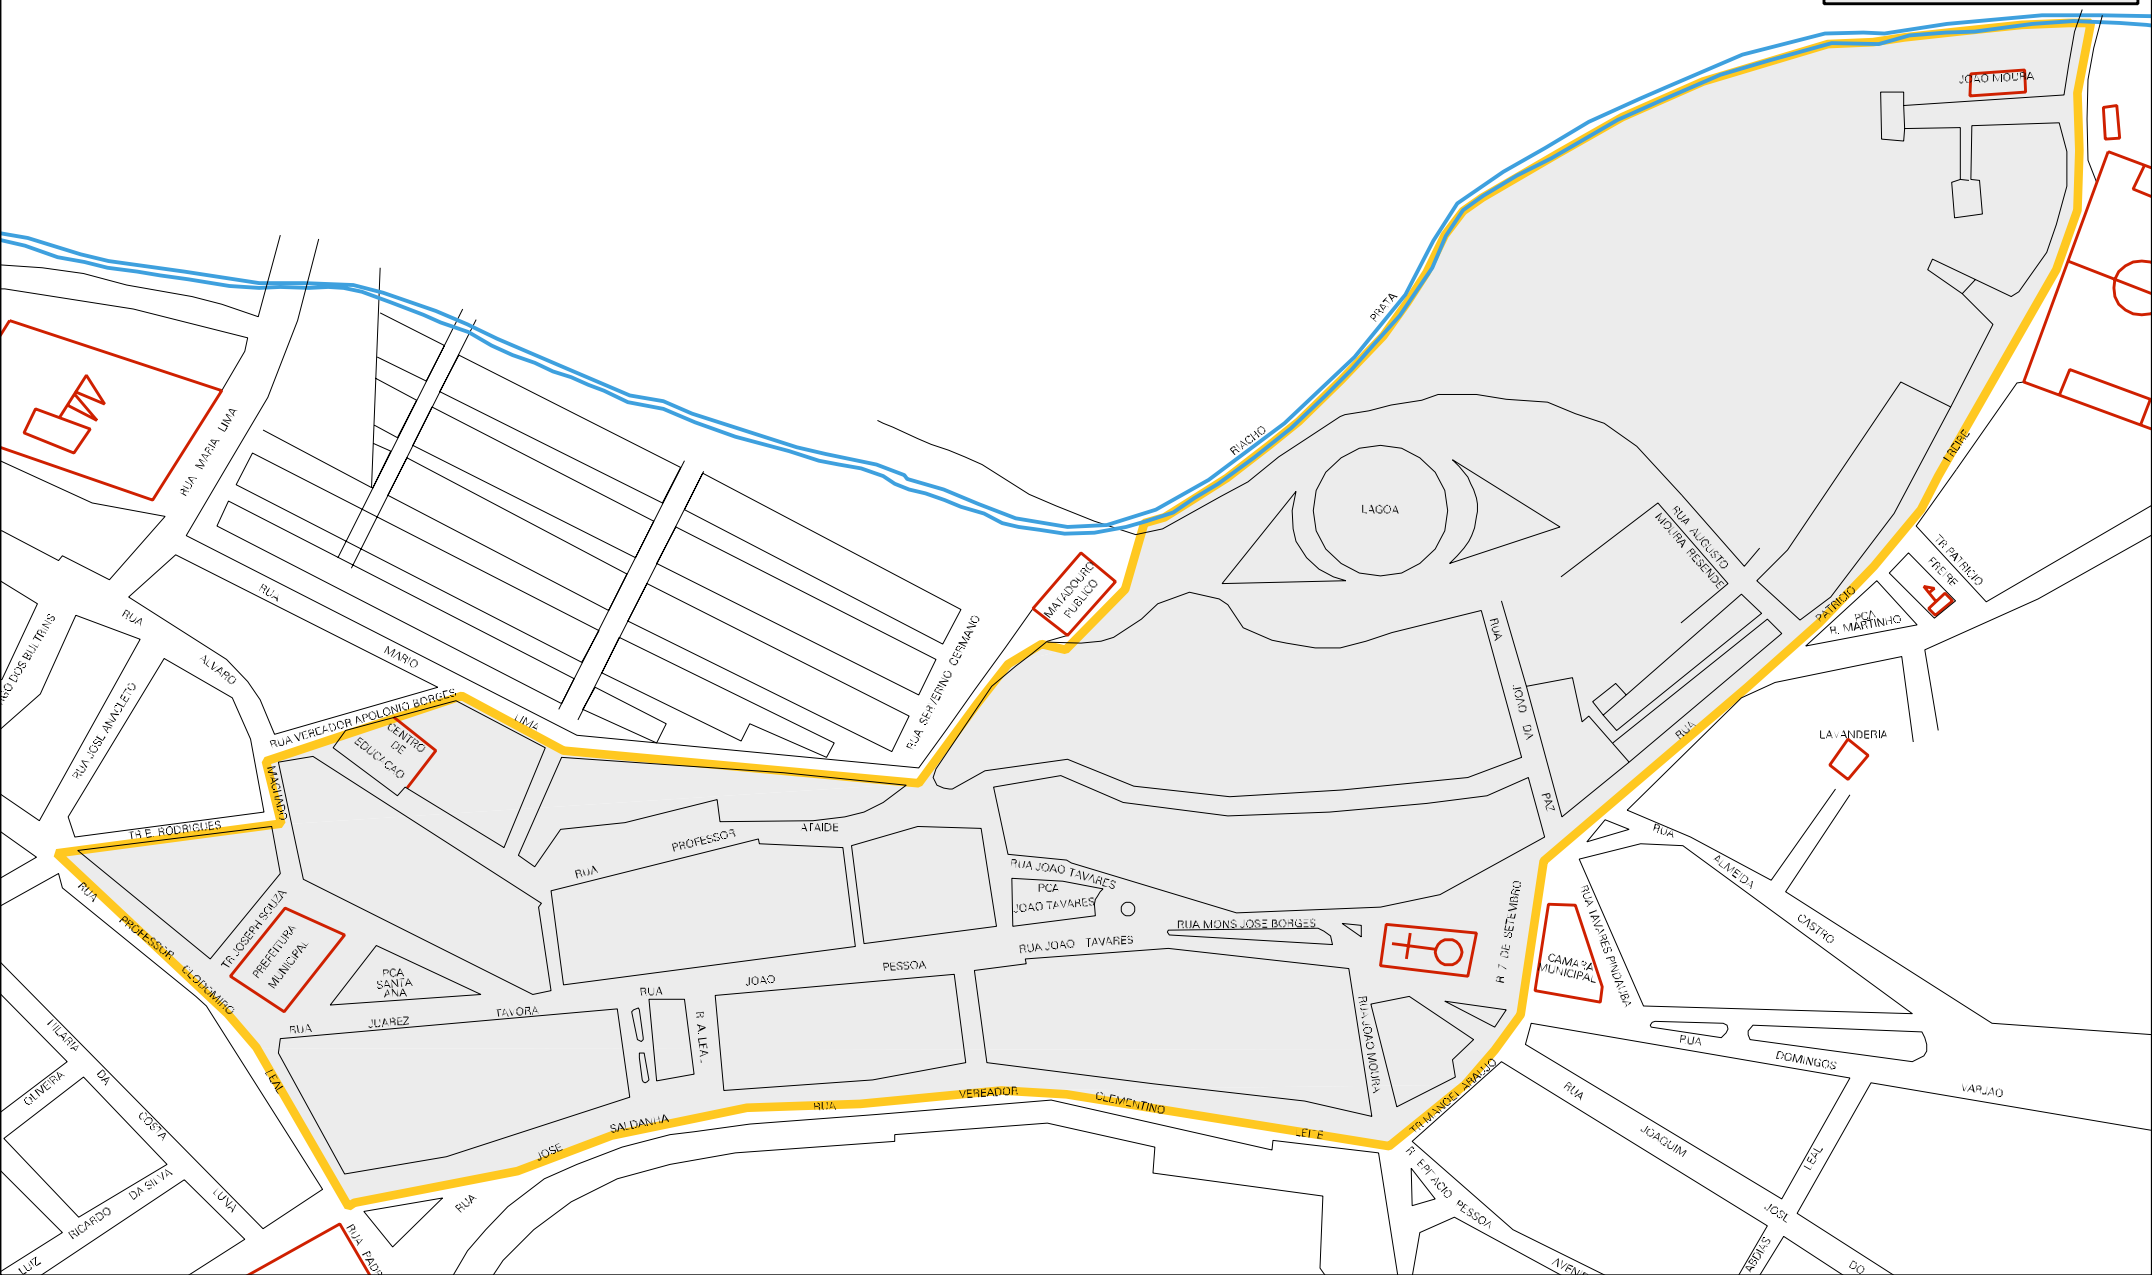 JOAO MOURA
PRATA
RIACHO
LAGOA
RUA AUGUSTO
MOURA RESENDE
FREIRE
TR PATRICIO
FREIRE
PATRICIO
PCA
R. MARTINHO
RUA
LAVANDERIA
MATADOURO
PUBLICO
RUA SEVERINO GERMANO
RUA MARIA LIMA
RUA
MARIO
LIMA
RUA
ALVARO
MACHADO
RUA VEREADOR APOLONIO BORGES
CENTRO
DE
EDUCACAO
RUA JOSE ANACLETO
TR E. RODRIGUES
RUA
JOAO DA
PAZ
RUA
PROFESSOR
ATAIDE
RUA JOAO TAVARES
PCA
JOAO TAVARES
RUA MONS JOSE BORGES
RUA JOAO TAVARES
R 7 DE SETEMBRO
RUA TAVARES PINDAUBA
CAMARA
MUNICIPAL
RUA
ALMEIDA
CASTRO
RUA
PROFESSOR
CLODOMIRO
LEAL
TR JOSEPH SOUZA
PREFEITURA
MUNICIPAL
PCA
SANTA
ANA
RUA
JUAREZ
TAVORA
RUA
JOAO
PESSOA
R A. LEAL
RUA JOAO MOURA
RUA
JOSE
SALDANHA
RUA
VEREADOR
CLEMENTINO
LEITE
TR MANOEL ARAUJO
R. EPITACIO PESSOA
RUA
DOMINGOS
VARJAO
RUA
JOAQUIM
JOSE
DO
LEAL
ABDIAS
HILARIA
DA
COSTA
LUNA
OLIVEIRA
LUIZ
RICARDO
DA SILVA